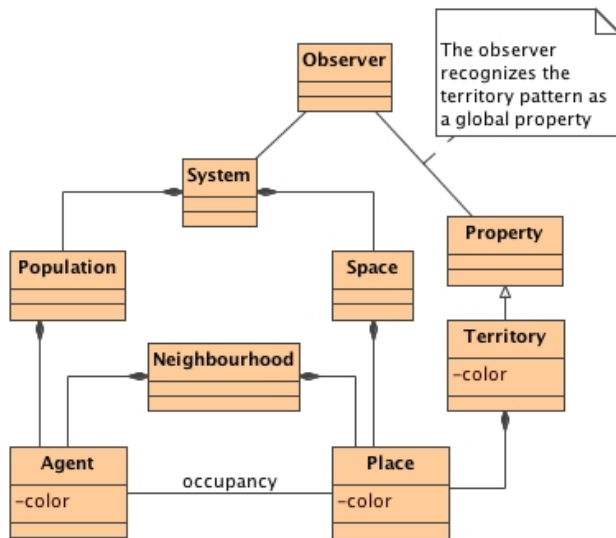 Observer
The observer
recognizes the
territory pattern as
a global property
System
Property
Population
Space
Territory
-color
Neighbourhood
Agent
-color
occupancy
Place
-color